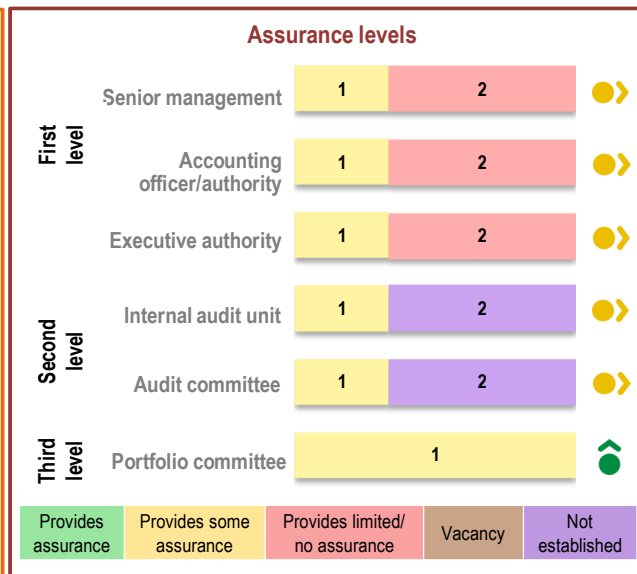 Assurance levels
First
level
Senior management
1
2
Accounting
officer/authority
1
2
Executive authority
1
2
Second
level
Internal audit unit
1
2
Audit committee
1
2
Third
level
Portfolio committee
1
Provides
assurance
Provides some
assurance
Provides limited/
no assurance
Vacancy
Not
established